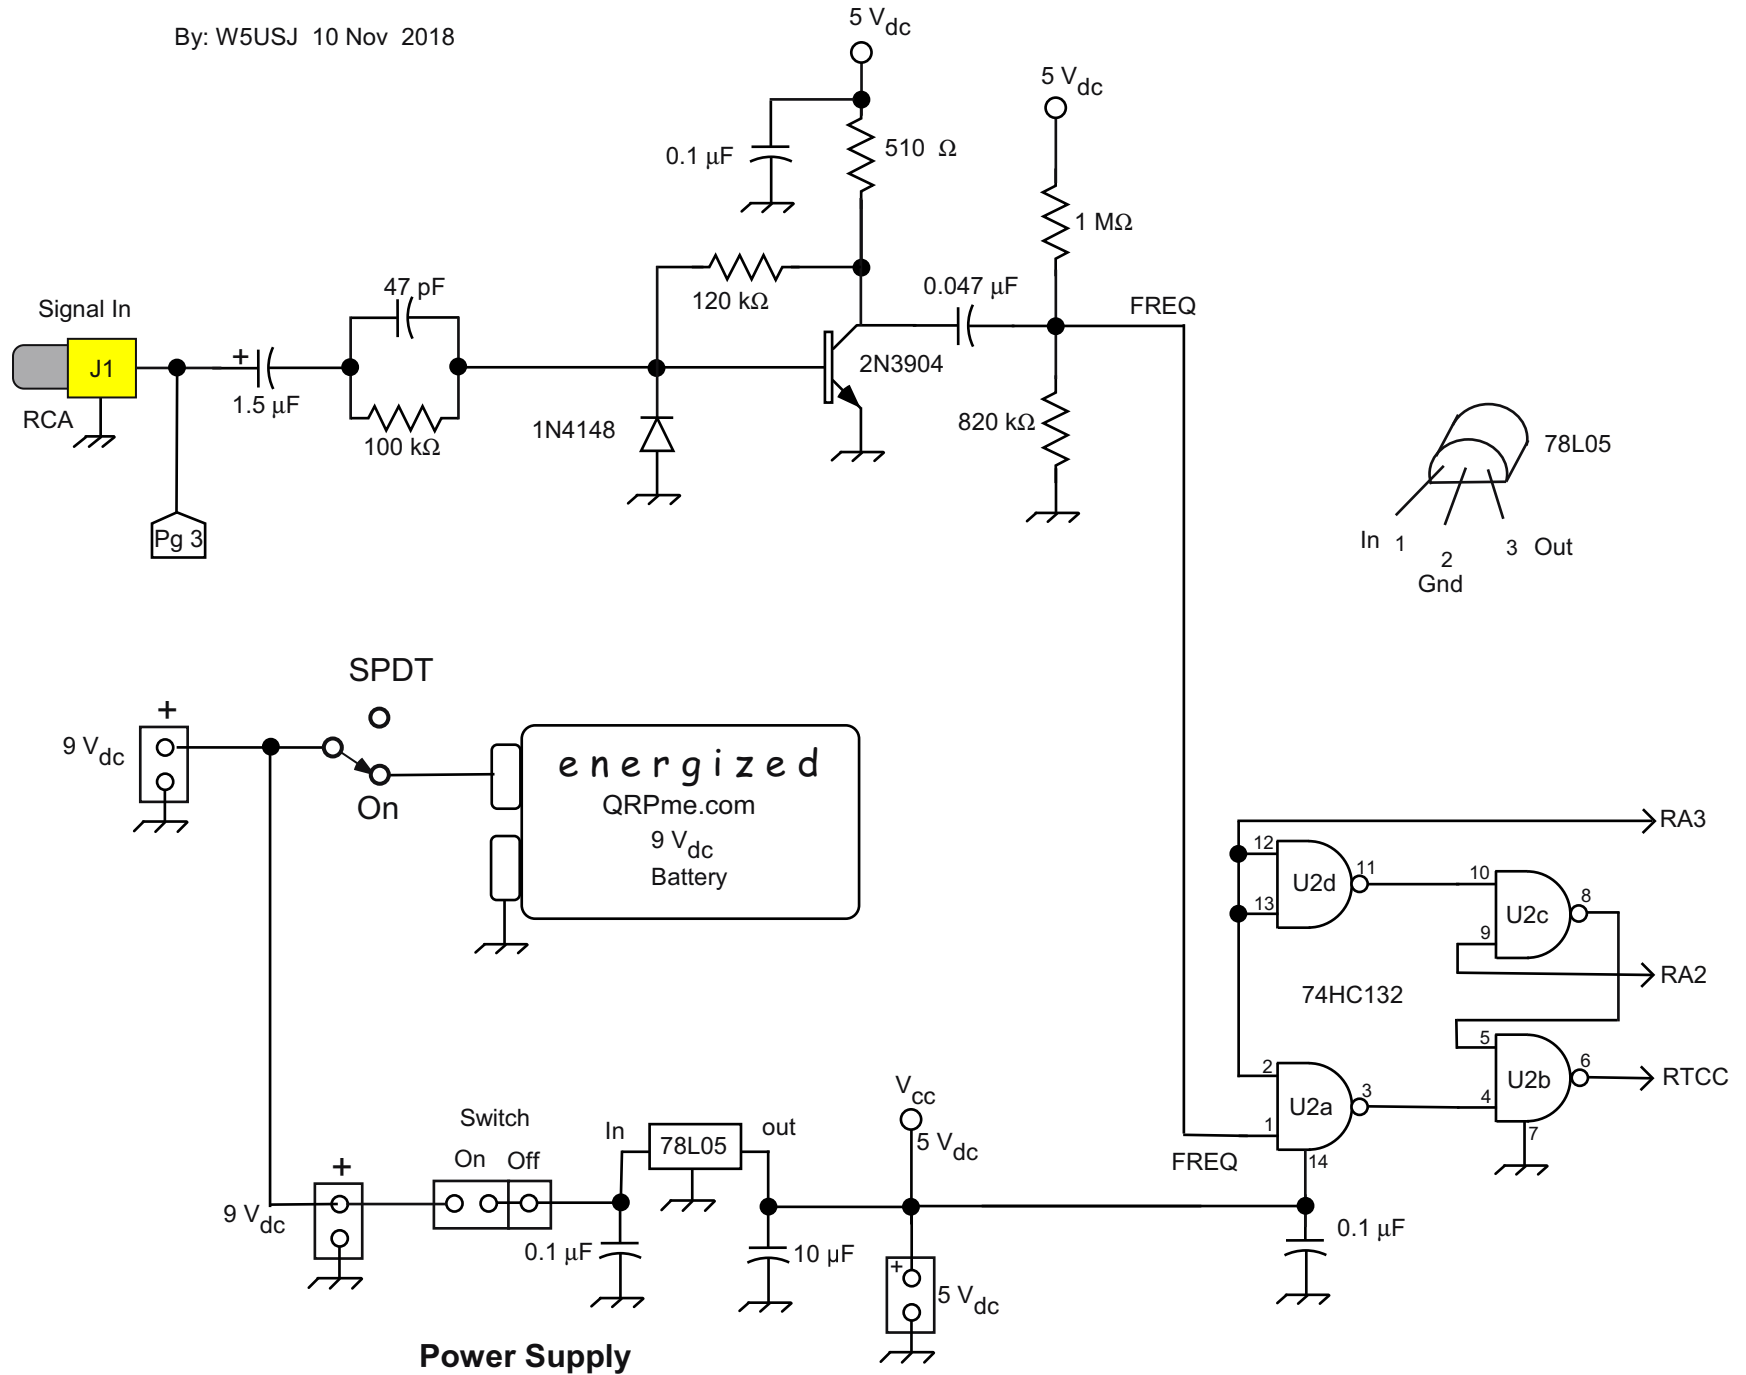 By: W5USJ 10 Nov 2018
5 Vdc
5 Vdc
0.1 µF
510 Ω
1 MΩ
47 pF
120 kΩ
0.047 µF
FREQ
Signal In
J1
+
1.5 µF
RCA
100 kΩ
1N4148
2N3904
820 kΩ
78L05
In 1
2
Gnd
3 Out
Pg 3
SPDT
+
9 Vdc
On
energized
QRPme.com
9 Vdc
Battery
RA3
12
U2d
11
13
10
U2c
8
9
74HC132
RA2
5
U2b
6
RTCC
4
7
2
U2a
3
1
14
FREQ
Vcc
5 Vdc
Switch
On Off
In
78L05
out
+
9 Vdc
0.1 µF
10 µF
+
5 Vdc
0.1 µF
Power Supply